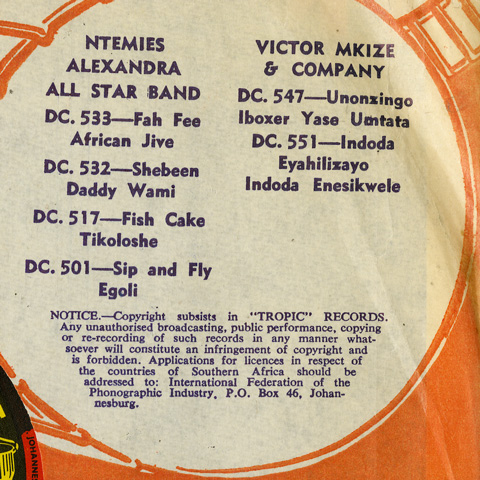 NTEMIES
ALEXANDRA
ALL STAR BAND
DC. 533—Fah Fee
African Jive
DC. 532—Shebeen
Daddy Wami
DC. 517—Fish Cake
Tikoloshe
DC. 501—Sip and Fly
Egoli
VICTOR MKIZE
& COMPANY
DC. 547—Unonzingo
Iboxer Yase Umtata
DC. 551—Indoda
Eyahilizayo
Indoda Enesikwele
NOTICE.—Copyright subsists in "TROPIC" RECORDS.
Any unauthorised broadcasting, public performance, copying
or re-recording of such records in any manner what-
soever will constitute an infringement of copyright and
is forbidden. Applications for licences in respect of
the countries of Southern Africa should be
addressed to: International Federation of the
Phonographic Industry, P.O. Box 46, Johan-
nesburg.
JOHANNE